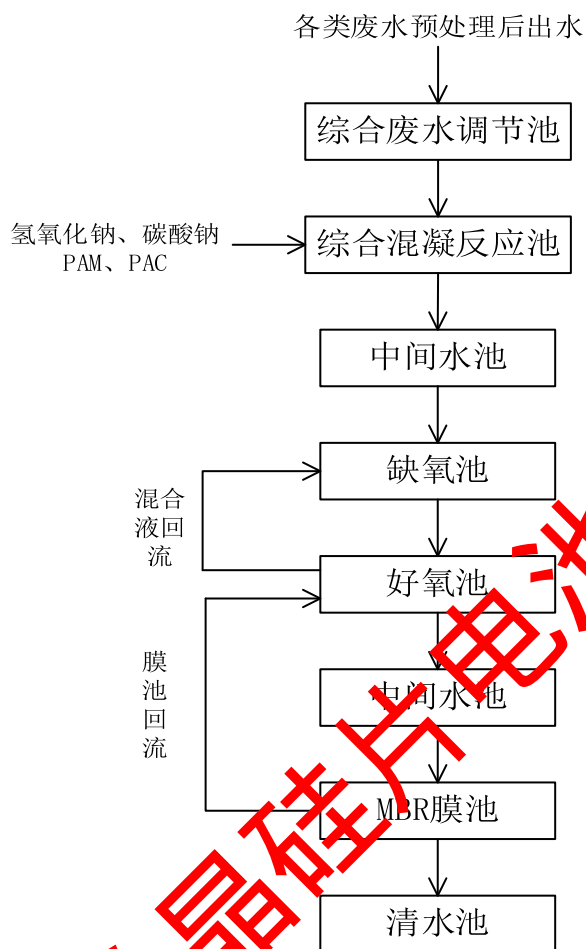 各类废水预处理后出水
综合废水调节池
氢氧化钠、碳酸钠
PAM、PAC
综合混凝反应池
中间水池
缺氧池
混合
液回
流
好氧池
膜
池
回
流
中间水池
MBR膜池
清水池
晶硅片电池